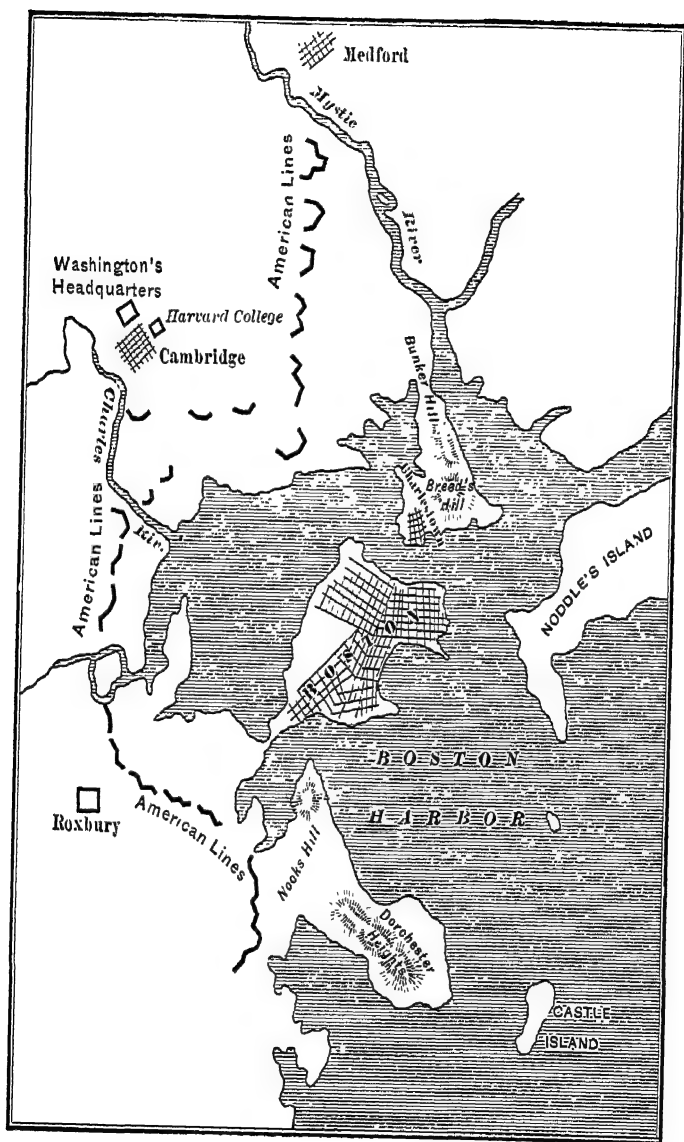 Medford
Mystic
River
American Lines
Washington's
Headquarters
Harvard College
Cambridge
Charles
Riv.
Bunker Hill
Breed's
Hill
Charlestown
American Lines
NODDLE'S ISLAND
BOSTON
BOSTON
HARBOR
Roxbury
American Lines
Nooks Hill
Dorchester
Heights
CASTLE
ISLAND